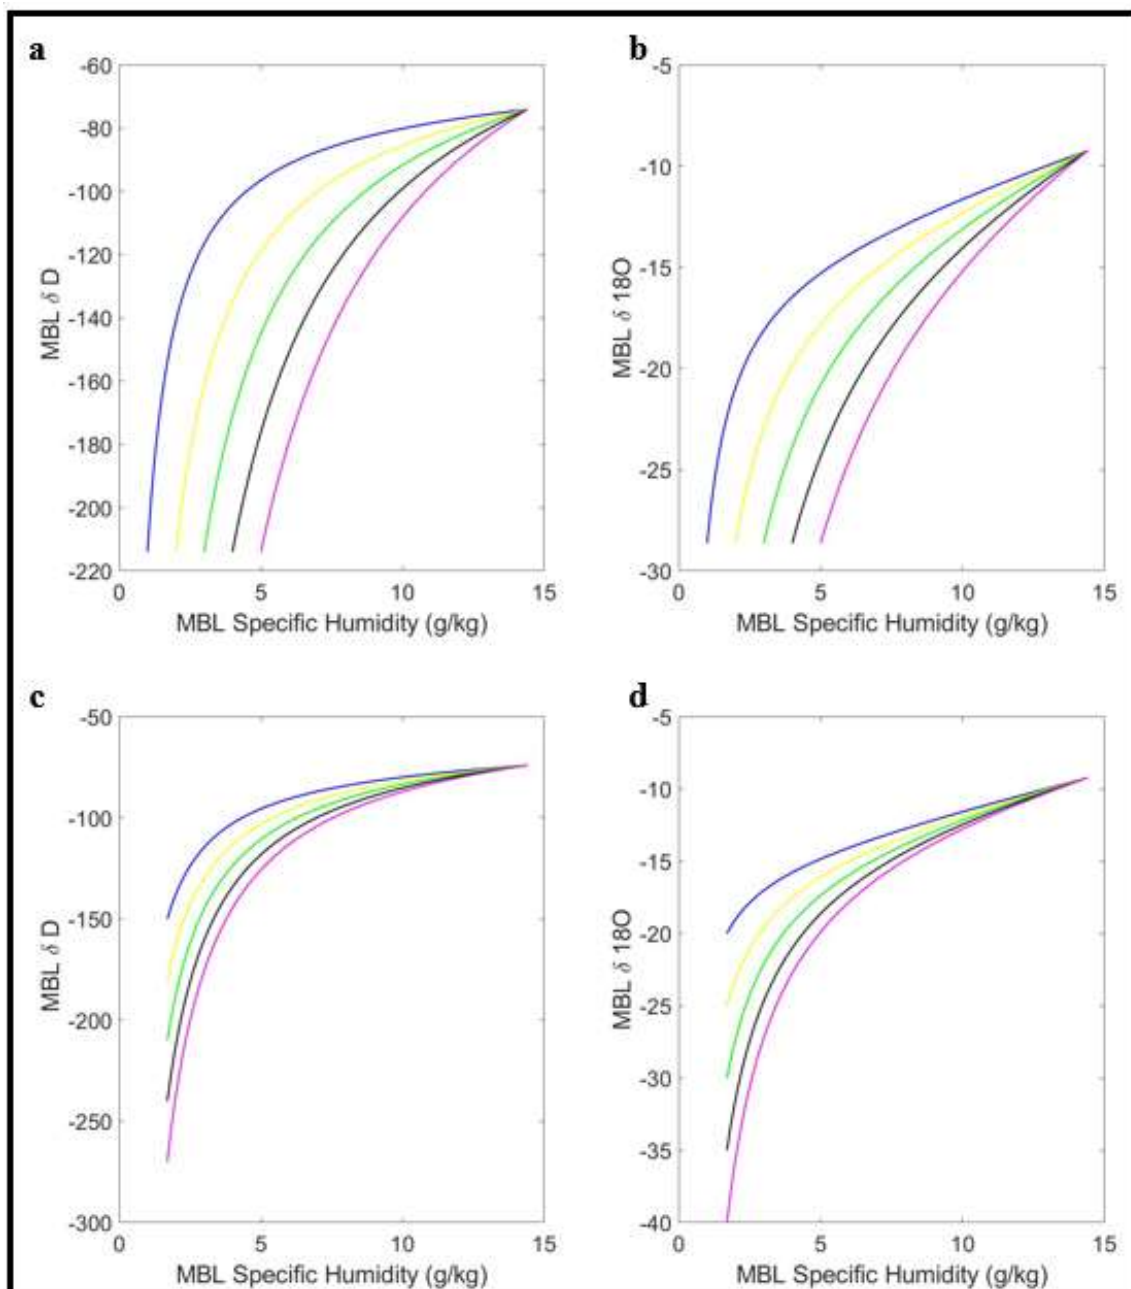 a
-60
-80
-100
-120
-140
-160
-180
-200
-220
MBL δ D
0 5 10 15
MBL Specific Humidity (g/kg)
b
-5
-10
-15
-20
-25
-30
MBL δ 18O
0 5 10 15
MBL Specific Humidity (g/kg)
c
-50
-100
-150
-200
-250
-300
MBL δ D
0 5 10 15
MBL Specific Humidity (g/kg)
d
-5
-10
-15
-20
-25
-30
-35
-40
MBL δ 18O
0 5 10 15
MBL Specific Humidity (g/kg)